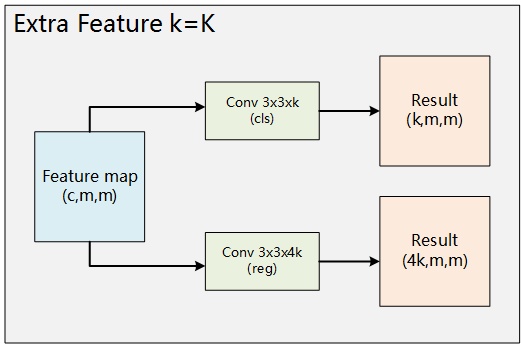 Extra Feature k=K
Feature map
(c,m,m)
Conv 3x3xk
(cls)
Result
(k,m,m)
Conv 3x3x4k
(reg)
Result
(4k,m,m)